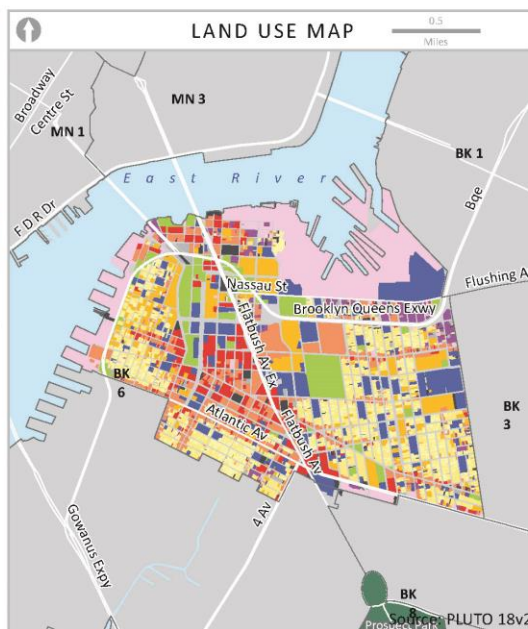 LAND USE MAP
0.5
Miles
Broadway
Centre St
MN 3
MN 1
BK 1
East River
F D R Dr
Bqe
Nassau St
Flushing A
Brooklyn Queens Exwy
Flatbush Av Ex
BK
6
BK
3
Atlantic Av
Flatbush Av
4 Av
Gowanus Expy
BK
8
Source: PLUTO 18v2
Prospect Park